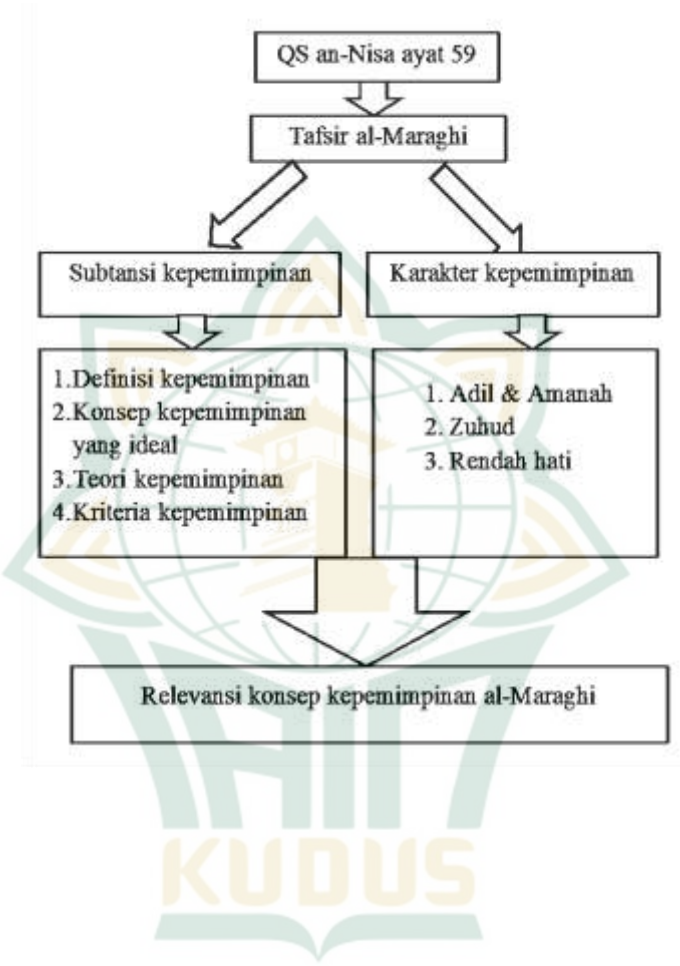 QS an-Nisa ayat 59
Tafsir al-Maraghi
Subtansi kepemimpinan
Karakter kepemimpinan
1.Definisi kepemimpinan
2.Konsep kepemimpinan
yang ideal
3.Teori kepemimpinan
4.Kriteria kepemimpinan
1. Adil & Amanah
2. Zuhud
3. Rendah hati
Relevansi konsep kepemimpinan al-Maraghi
IAIN
KUDUS